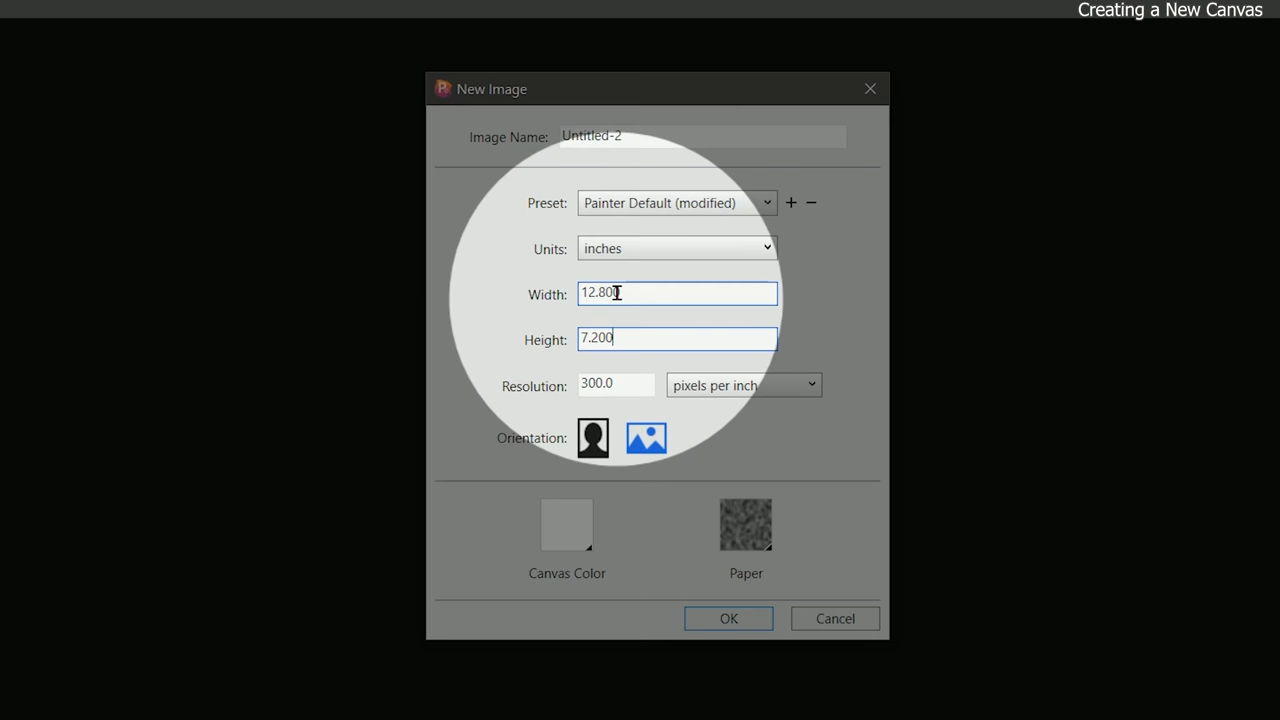 Creating a New Canvas
New Image
Image Name: Untitled-2
Preset: Painter Default (modified)
Units: inches
Width: 12.800
Height: 7.200
Resolution: 300.0 pixels per inch
Orientation:
Canvas Color Paper
OK Cancel